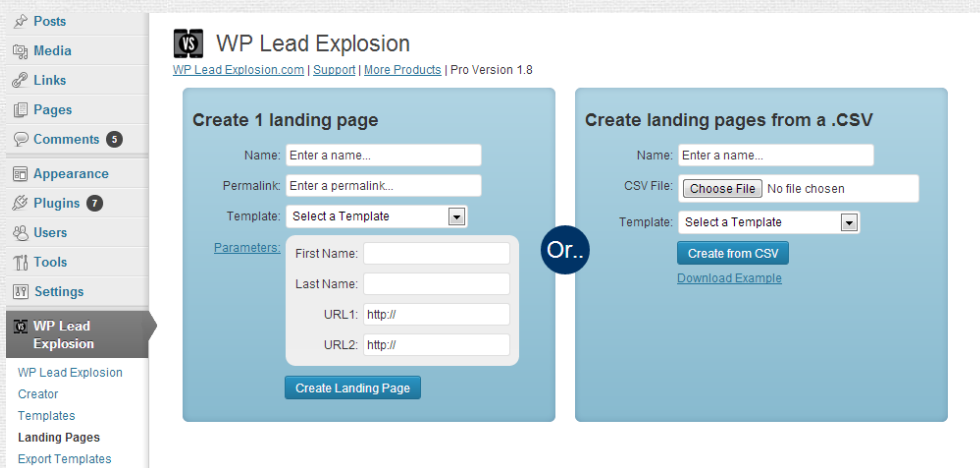 Posts
Media
Links
Pages
Comments 5
Appearance
Plugins 7
Users
Tools
Settings
WP Lead
Explosion
WP Lead Explosion
Creator
Templates
Landing Pages
Export Templates
VS WP Lead Explosion
WP Lead Explosion.com | Support | More Products | Pro Version 1.8
Create 1 landing page
Name: Enter a name...
Permalink: Enter a permalink...
Template: Select a Template
Parameters:
First Name:
Last Name:
URL1: http://
URL2: http://
Create Landing Page
Or..
Create landing pages from a .CSV
Name: Enter a name...
CSV File: Choose File No file chosen
Template: Select a Template
Create from CSV
Download Example